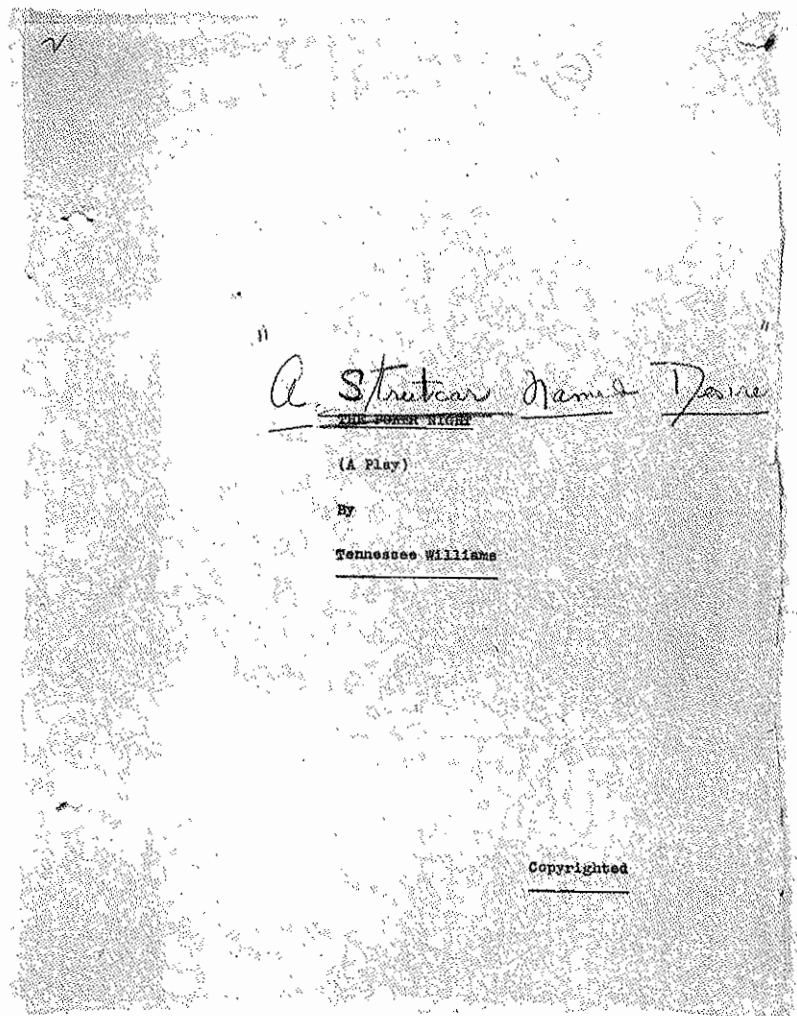 "A Streetcar Named Desire"
THE POKER NIGHT
(A Play)
By
Tennessee Williams
Copyrighted